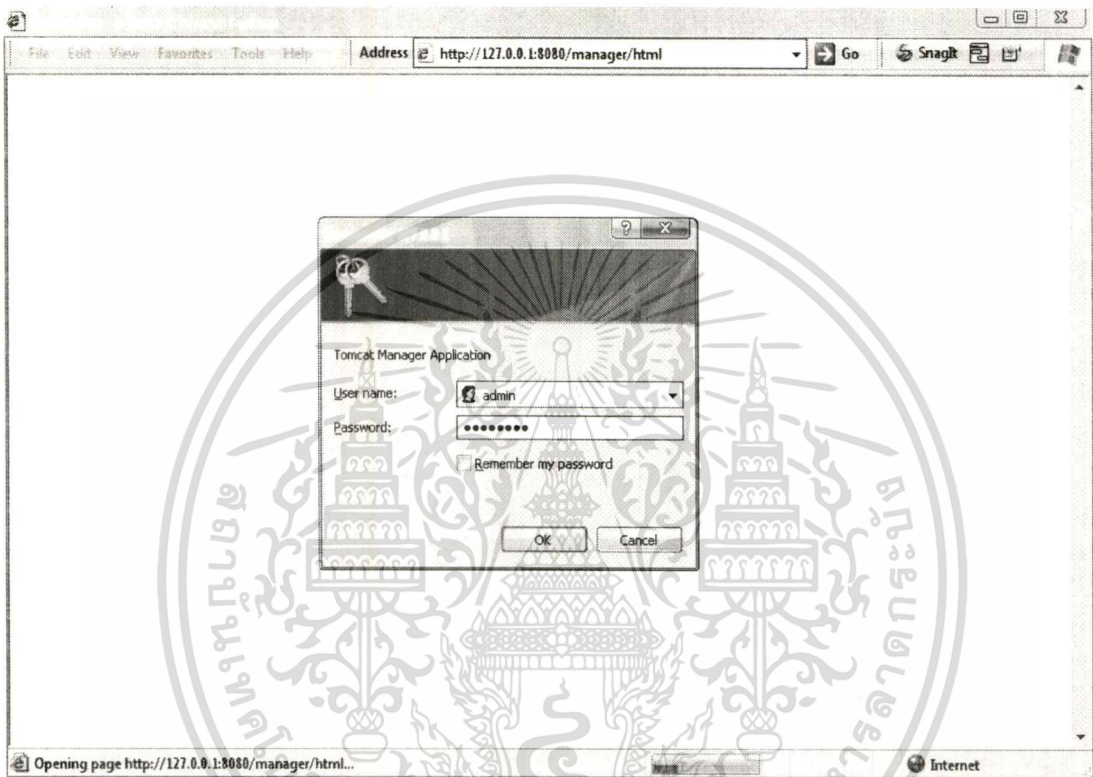 File Edit View Favorites Tools Help Address http://127.0.0.1:8080/manager/html Go SnagIt
Tomcat Manager Application
User name: admin
Password: ••••••••
Remember my password
OK Cancel
Opening page http://127.0.0.1:8080/manager/html... Internet